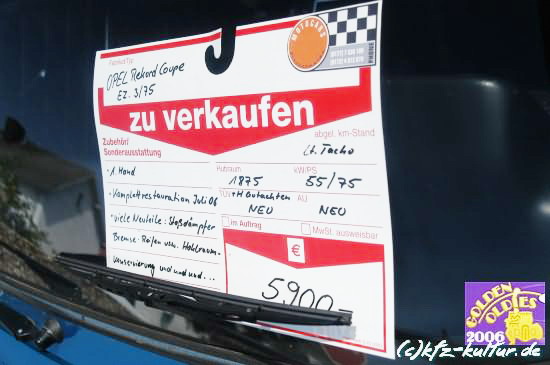 Fabrikat/Typ
OPEL Rekord Coupe
EZ. 3/75
MOTOCARS
zu verkaufen
Zubehör/
Sonderausstattung
abgel. km-Stand
Lt. Tacho
- 1 Hand
- Komplettrestauration Juli 06
- viele Neuteile: Stoßdämpfer
Bremse. Reifen usw. Hohlraum-
konservierung und und und...
Hubraum
1875
kW/PS
55/75
TÜV +H Gutachten
NEU
AU
NEU
im Auftrag
MwSt. ausweisbar
€
5.900,-
GOLDEN
OLDIES
2006
(c)kfz-kultur.de